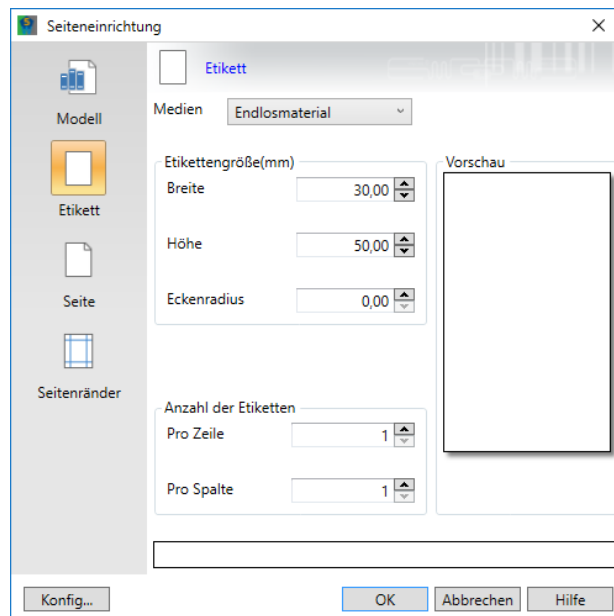 Seiteneinrichtung
Modell
Etikett
Seite
Seitenränder
Etikett
Medien
Endlosmaterial
Etikettengröße(mm)
Breite
30,00
Höhe
50,00
Eckenradius
0,00
Vorschau
Anzahl der Etiketten
Pro Zeile
1
Pro Spalte
1
Konfig...
OK
Abbrechen
Hilfe